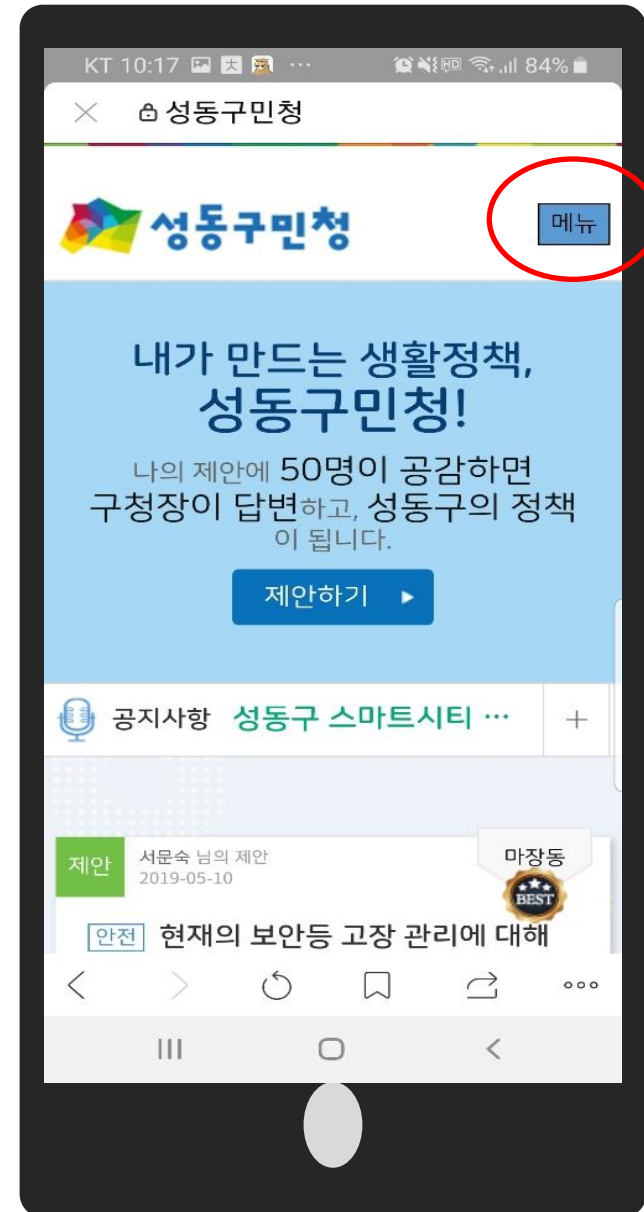 KT 10:17 ··· HD 84%
성동구민청
성동구민청
메뉴
내가 만드는 생활정책,
성동구민청!
나의 제안에 50명이 공감하면
구청장이 답변하고, 성동구의 정책
이 됩니다.
제안하기
공지사항 성동구 스마트시티 ···
제안
서문숙 님의 제안
2019-05-10
마장동
BEST
안전 현재의 보안등 고장 관리에 대해